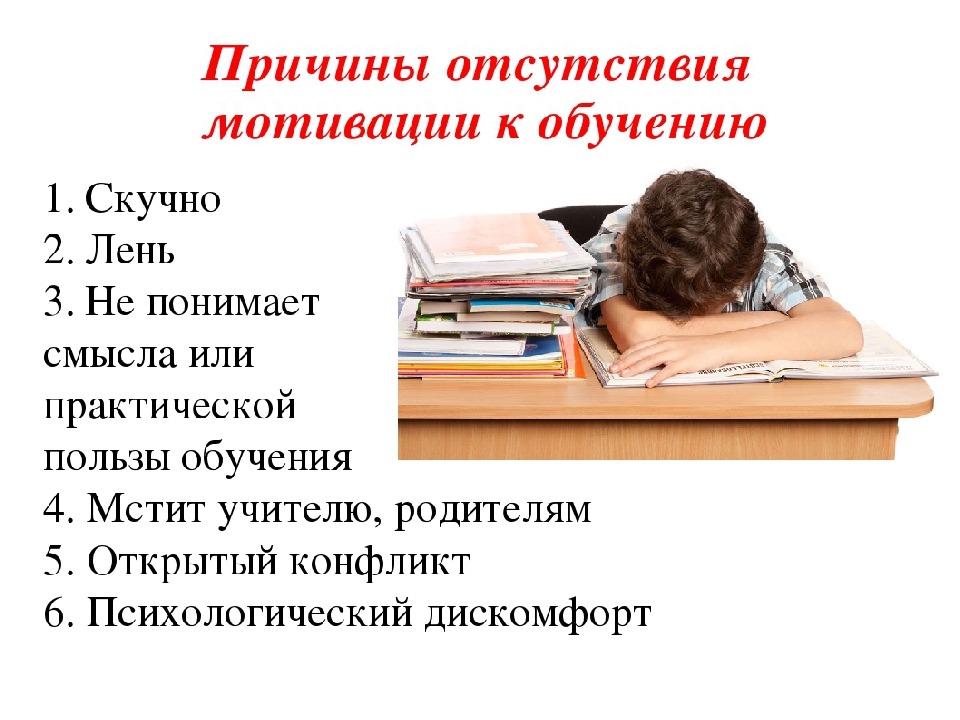 Причины отсутствия
мотивации к обучению
1. Скучно
2. Лень
3. Не понимает
смысла или
практической
пользы обучения
4. Мстит учителю, родителям
5. Открытый конфликт
6. Психологический дискомфорт